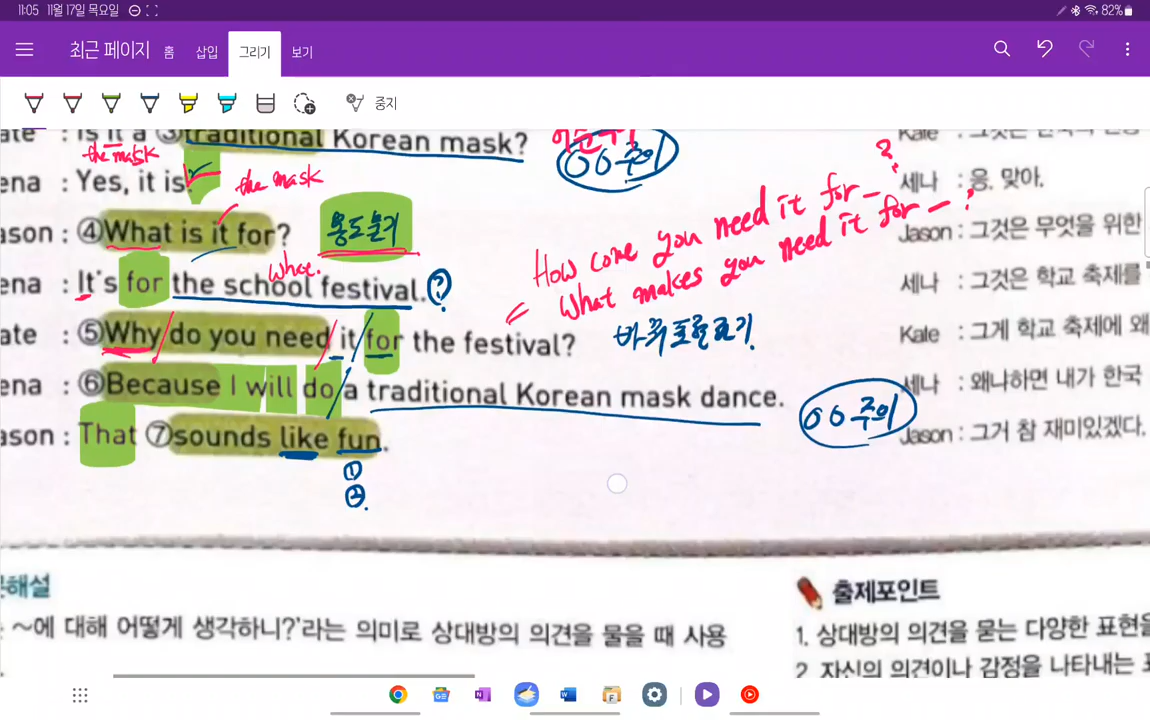 11:05 11월 17일 목요일 82%
최근 페이지 홈 삽입 그리기 보기
중지
ate : Is it a ③traditional Korean mask? 어순주의
the mask ○○주의
ena : Yes, it is.
the mask
ason : ④What is it for? 용도묻기
what.
ena : It's for the school festival. ?
How come you need it for _ ?
What makes you need it for _ ?
ate : ⑤Why do you need it for the festival?
바꿔 표현
ena : ⑥Because I will do a traditional Korean mask dance.
○○주의
ason : That ⑦sounds like fun.
①
②.
Kate : 그것은
세나 : 응. 맞아.
Jason : 그것은 무엇을 위한
세나 : 그것은 학교 축제를
Kate : 그게 학교 축제에 왜
세나 : 왜냐하면 내가 한국
Jason : 그거 참 재미있겠다.
해설
~에 대해 어떻게 생각하니?'라는 의미로 상대방의 의견을 물을 때 사용
출제포인트
1. 상대방의 의견을 묻는 다양한 표현을
2. 자신의 의견이나 감정을 나타내는